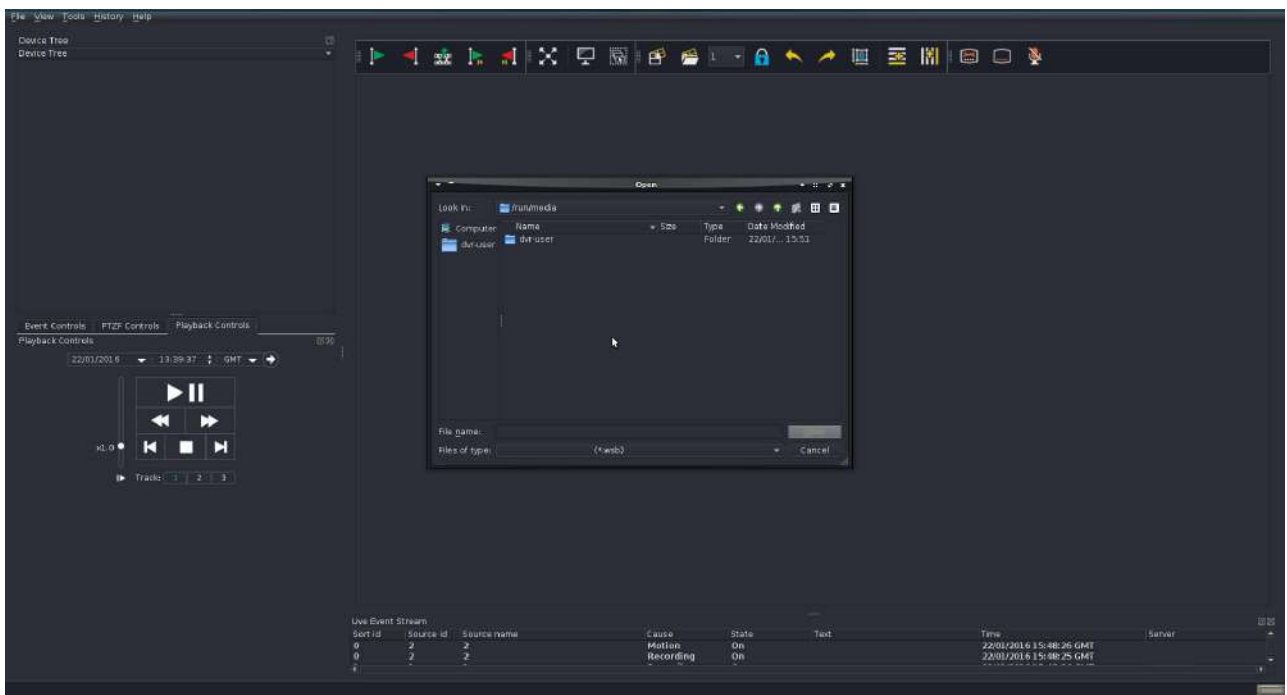 File View Tools History Help
Device Tree
Device Tree
1
Open
Look in: /run/media
Computer
dvr-user
Name Size Type Date Modified
dvr-user Folder 22/01/... 15:51
File name:
Files of type: (*.wsb) Cancel
Event Controls PTZF Controls Playback Controls
Playback Controls
22/01/2016 13:39:37 GMT
x1.0
Track: 1 2 3
Live Event Stream
Sort id Source id Source name Cause State Text Time Server
0 2 2 Motion On 22/01/2016 15:48:26 GMT
0 2 2 Recording On 22/01/2016 15:48:25 GMT